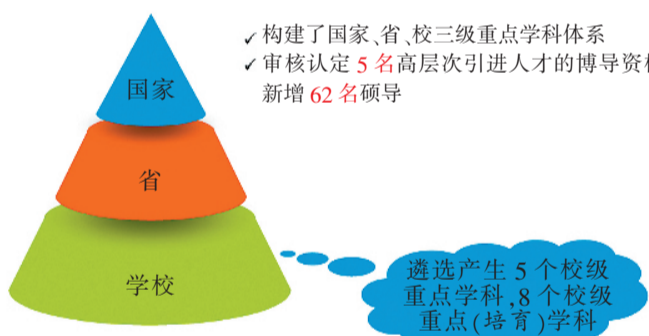 ✓构建了国家、省、校三级重点学科体系
✓审核认定 5 名高层次引进人才的博导资
新增 62 名硕导
国家
省
学校
遴选产生 5 个校级
重点学科,8 个校级
重点(培育)学科